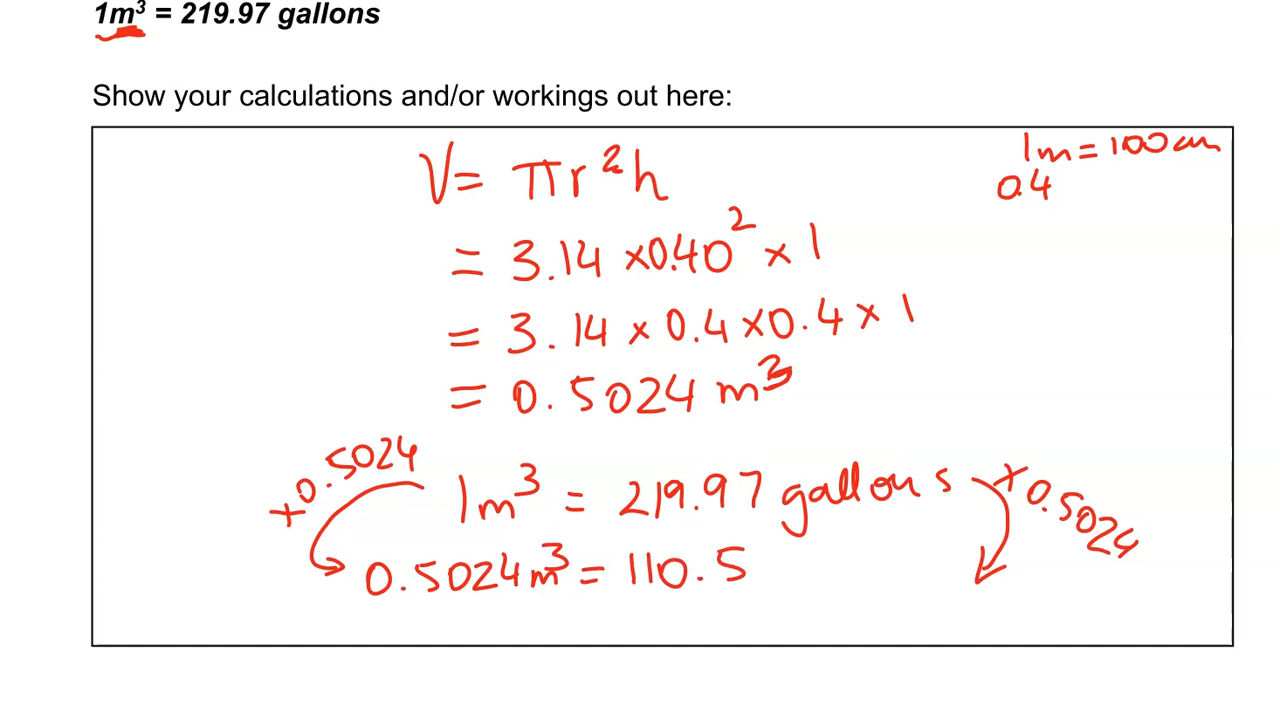 1m³ = 219.97 gallons
Show your calculations and/or workings out here:
1m = 100cm
0.4
V = πr²h
= 3.14 × 0.40² × 1
= 3.14 × 0.4 × 0.4 × 1
= 0.5024 m³
×0.5024
1m³ = 219.97 gallons
×0.5024
0.5024m³ = 110.5